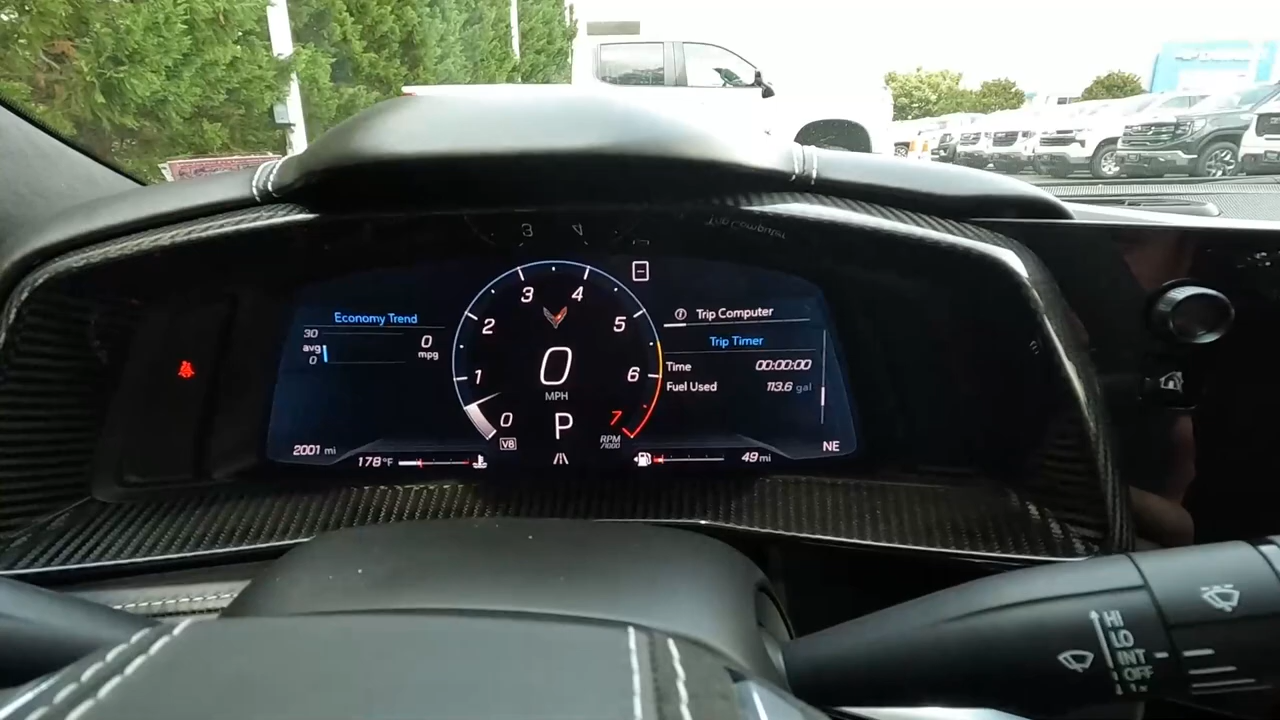 Economy Trend
30
avg
0
0
mpg
3
4
2
5
1
6
0
7
0
MPH
P
V8
RPM
/1000
Trip Computer
Trip Timer
Time 00:00:00
Fuel Used 113.6 gal
2001 mi
NE
178°F
49 mi
HI
LO
INT
OFF
1x